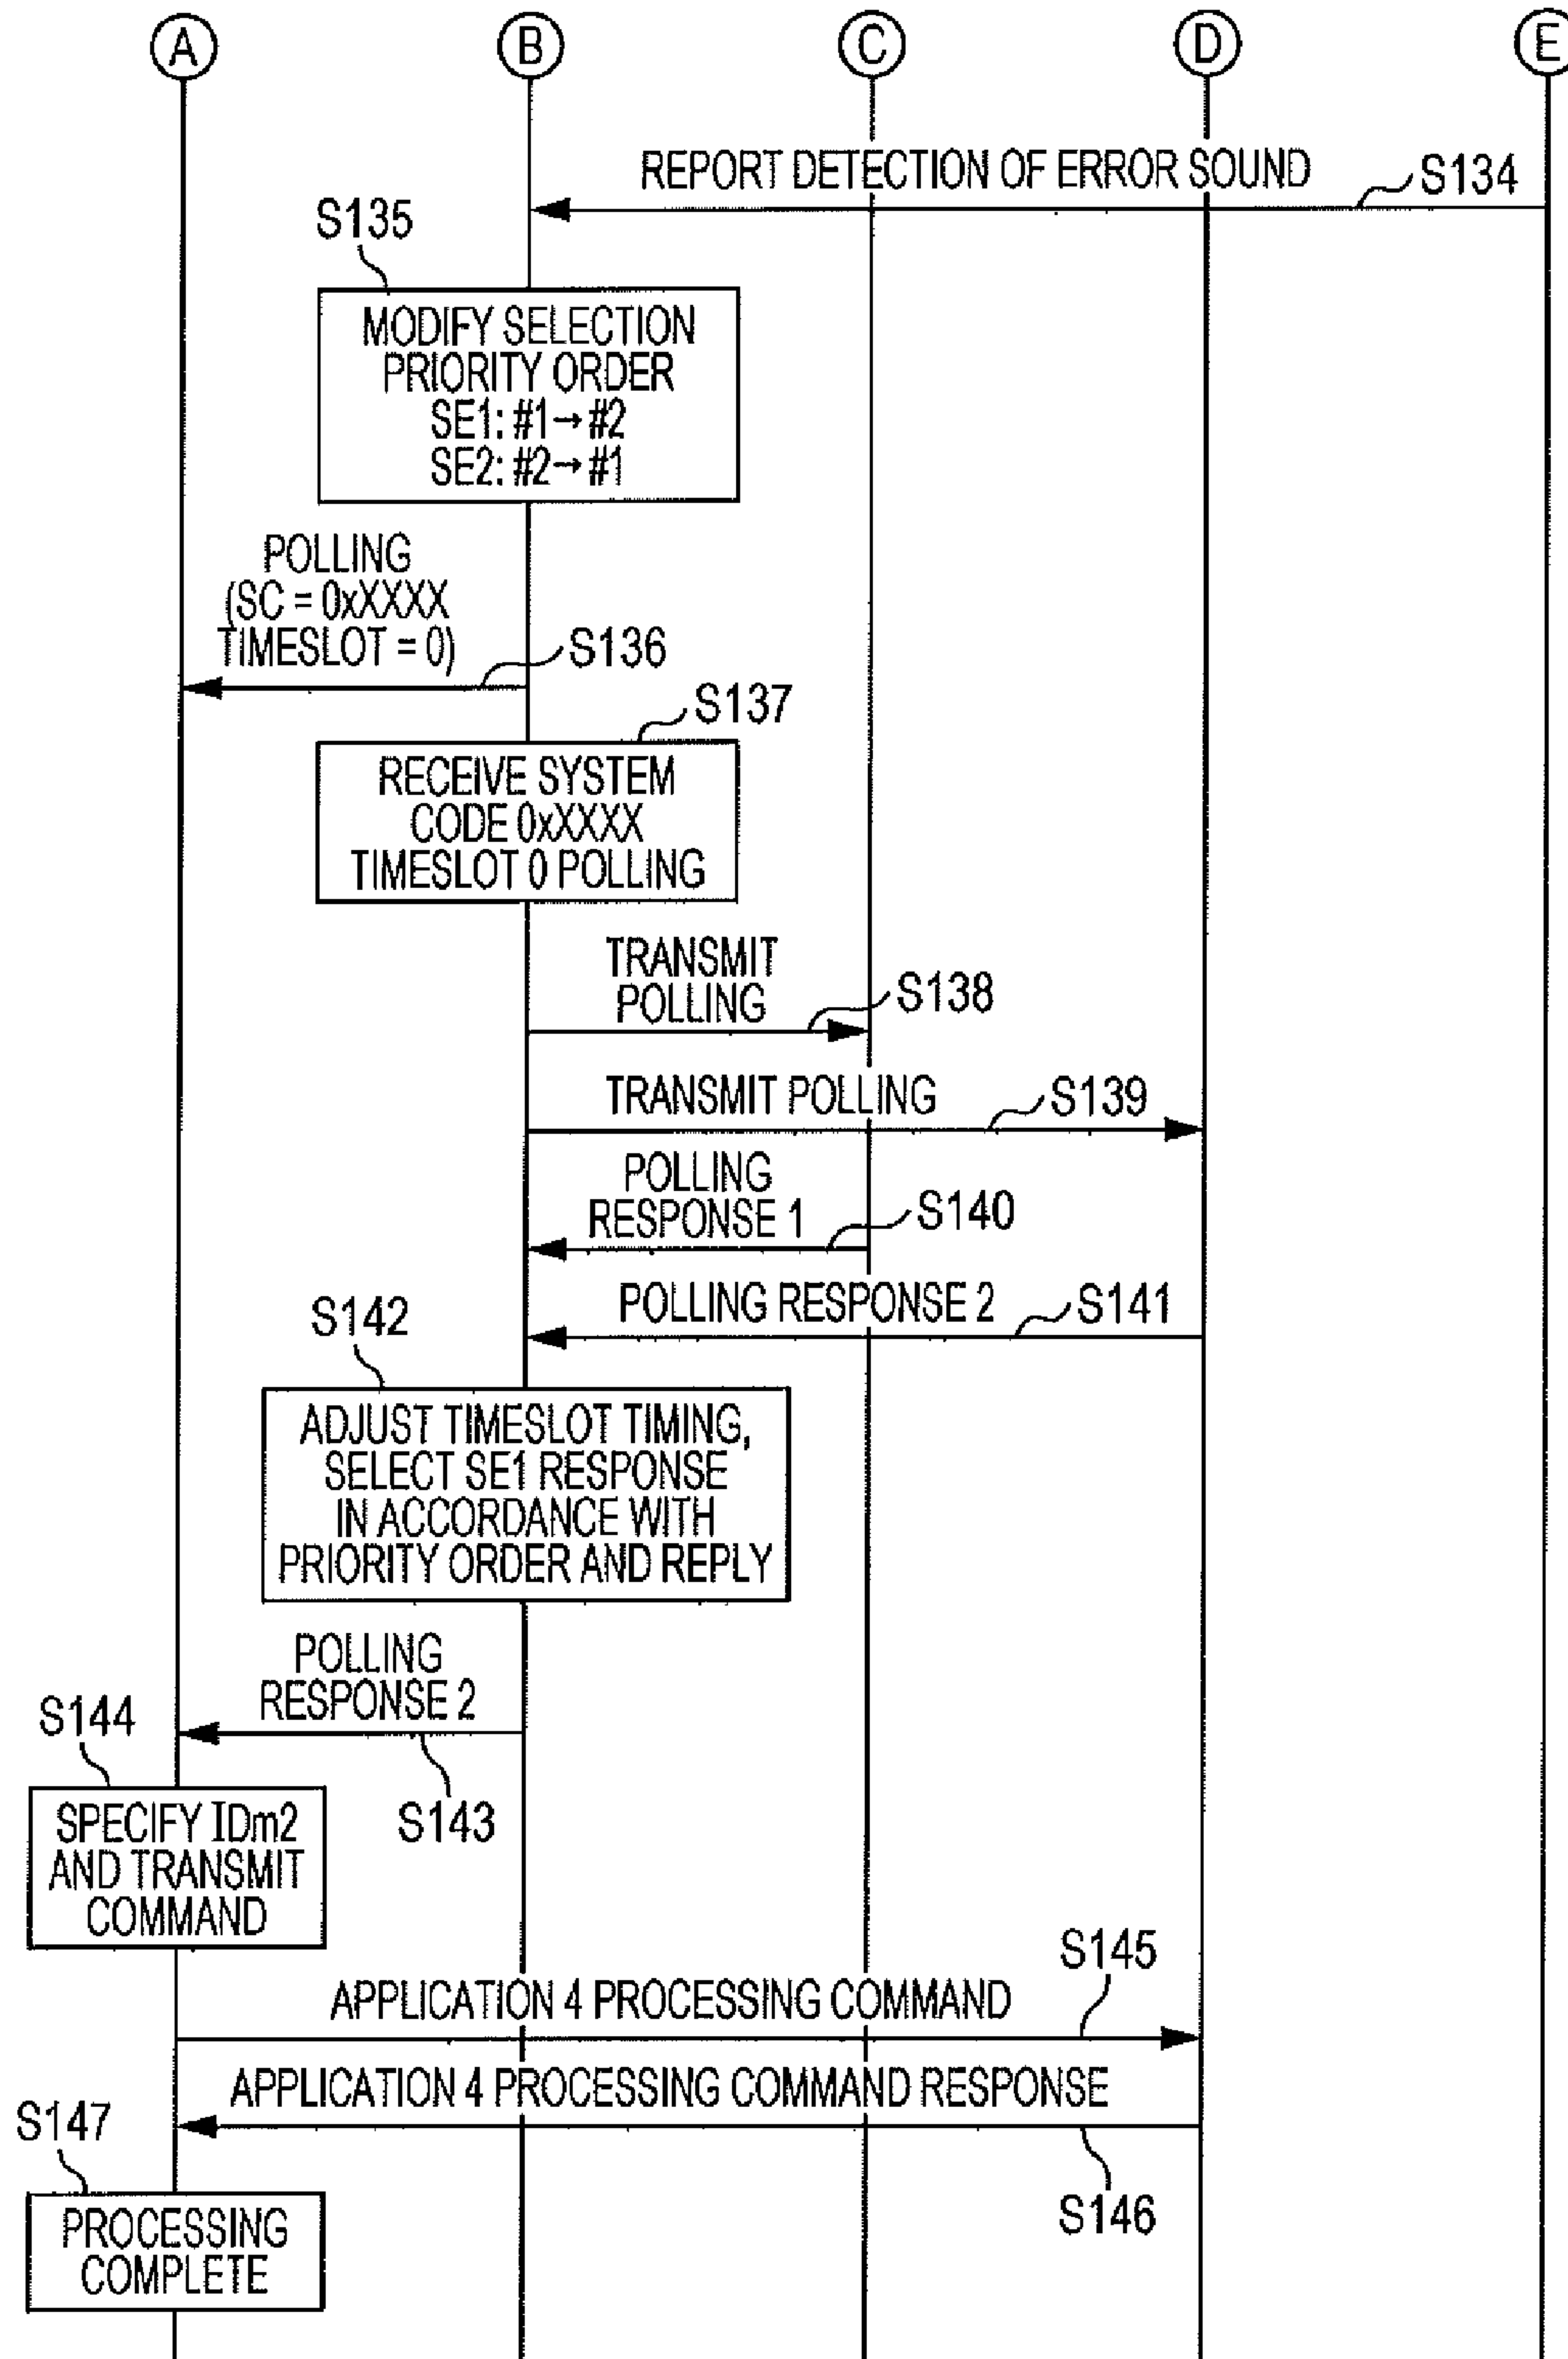 A B C D E
REPORT DETECTION OF ERROR SOUND
S134
S135
MODIFY SELECTION
PRIORITY ORDER
SE1: #1→#2
SE2: #2→#1
POLLING
(SC = 0xXXXX
TIMESLOT = 0)
S136
S137
RECEIVE SYSTEM
CODE 0xXXXX
TIMESLOT 0 POLLING
TRANSMIT
POLLING
S138
TRANSMIT POLLING
S139
POLLING
RESPONSE 1
S140
POLLING RESPONSE 2
S141
S142
ADJUST TIMESLOT TIMING,
SELECT SE1 RESPONSE
IN ACCORDANCE WITH
PRIORITY ORDER AND REPLY
POLLING
RESPONSE 2
S143
S144
SPECIFY IDm2
AND TRANSMIT
COMMAND
S145
APPLICATION 4 PROCESSING COMMAND
APPLICATION 4 PROCESSING COMMAND RESPONSE
S146
S147
PROCESSING
COMPLETE